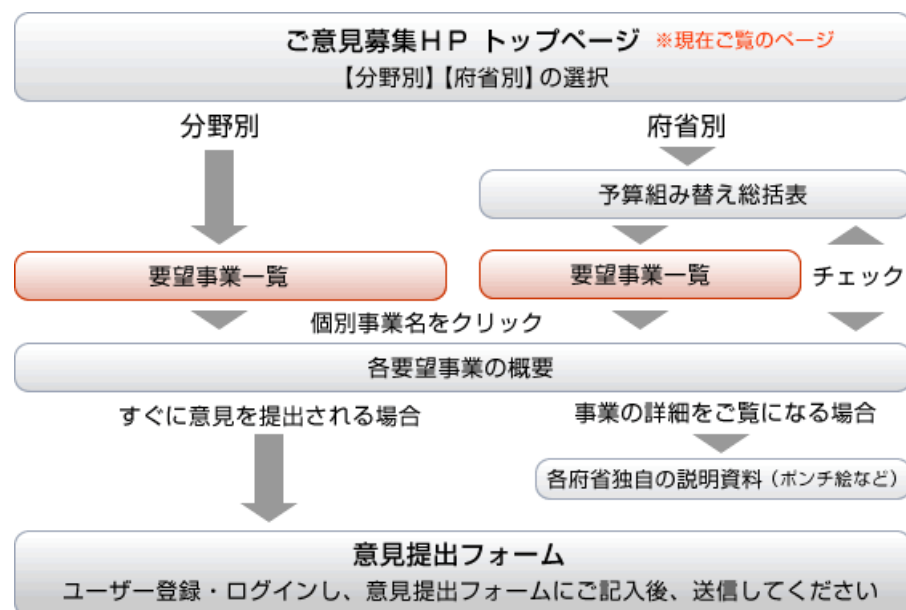 ご意見募集HP トップページ ※現在ご覧のページ
【分野別】【府省別】の選択
分野別
府省別
予算組み替え総括表
要望事業一覧
要望事業一覧
チェック
個別事業名をクリック
各要望事業の概要
すぐに意見を提出される場合
事業の詳細をご覧になる場合
各府省独自の説明資料（ポンチ絵など）
意見提出フォーム
ユーザー登録・ログインし、意見提出フォームにご記入後、送信してください